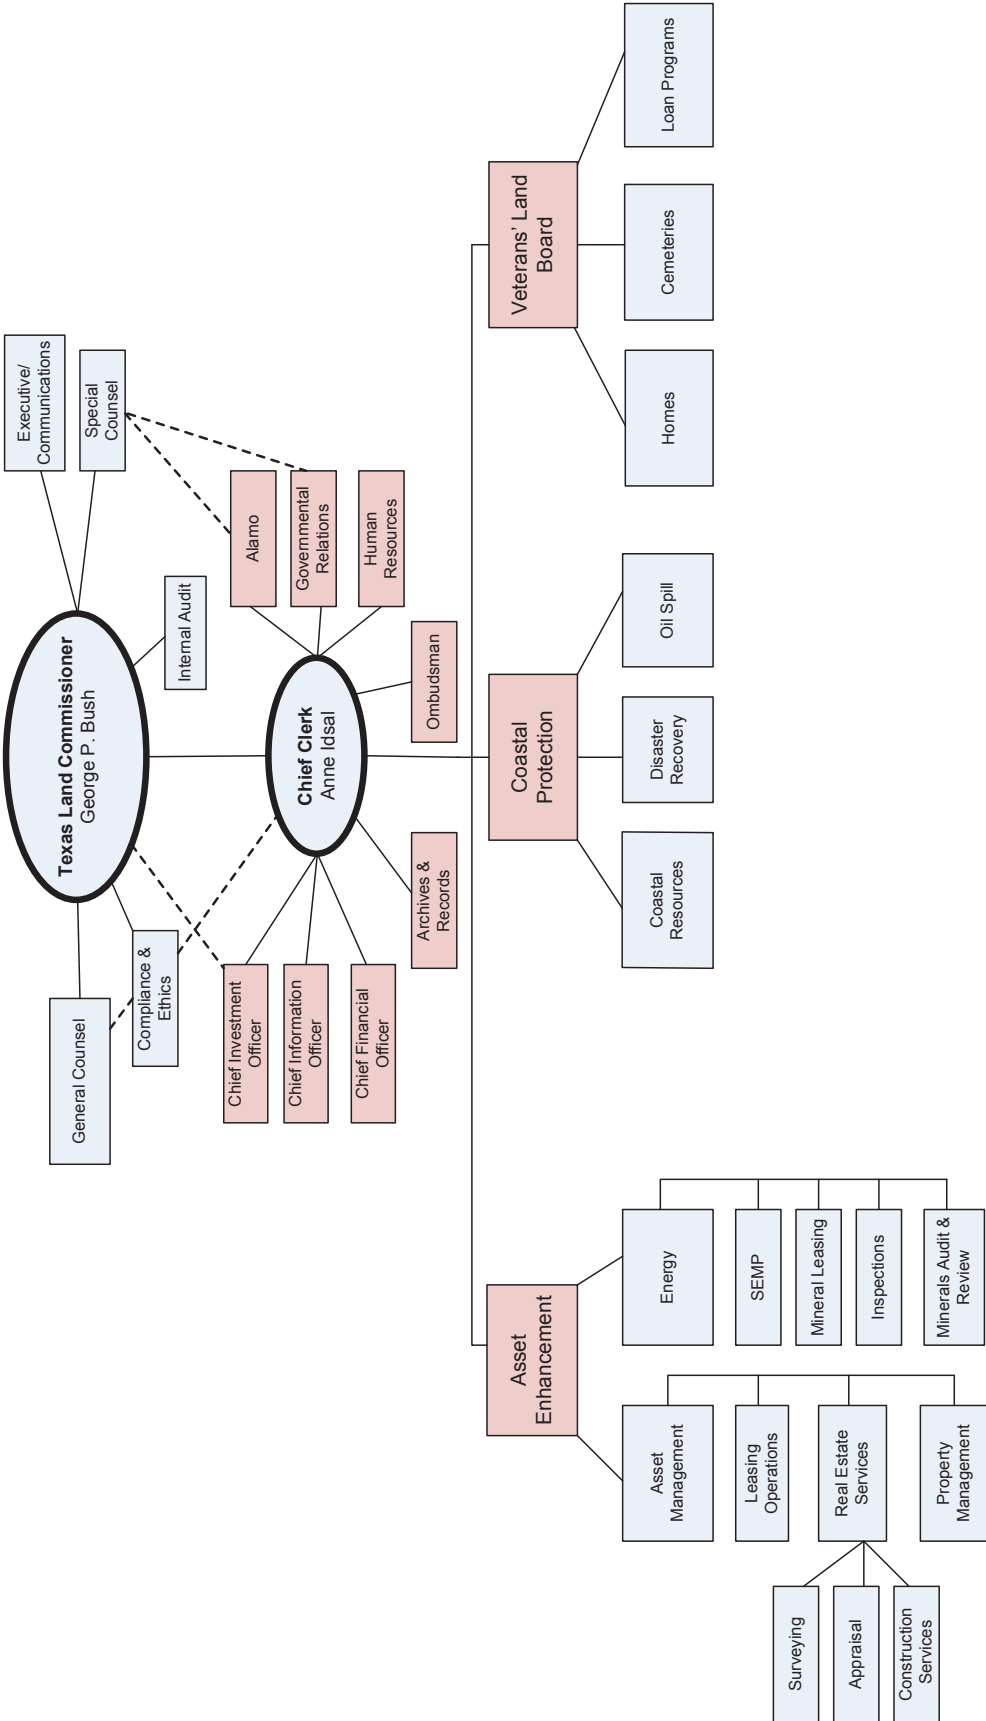 Texas Land Commissioner
George P. Bush
General Counsel
Compliance &
Ethics
Internal Audit
Executive/
Communications
Special
Counsel
Chief Clerk
Anne Idsal
Chief Investment
Officer
Chief Information
Officer
Chief Financial
Officer
Archives &
Records
Ombudsman
Alamo
Governmental
Relations
Human
Resources
Asset
Enhancement
Asset
Management
Leasing
Operations
Real Estate
Services
Property
Management
Surveying
Appraisal
Construction
Services
Energy
SEMP
Mineral Leasing
Inspections
Minerals Audit &
Review
Coastal
Protection
Coastal
Resources
Disaster
Recovery
Oil Spill
Veterans’ Land
Board
Homes
Cemeteries
Loan Programs